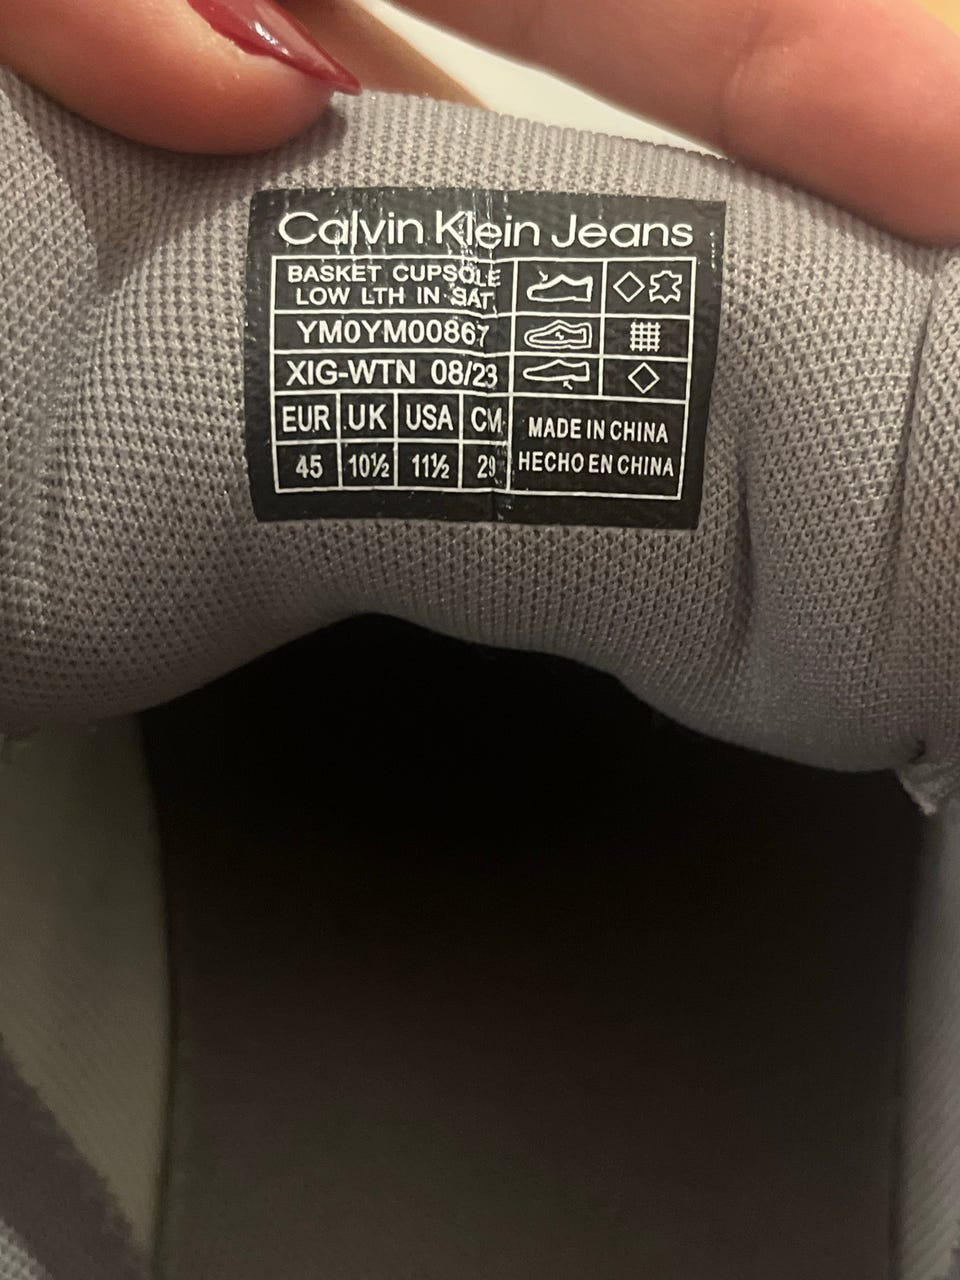 Calvin Klein Jeans
BASKET CUPSOLE
LOW LTH IN SAT
YM0YM00867
XIG-WTN 08/23
EUR UK USA CM
45 10½ 11½ 29
MADE IN CHINA
HECHO EN CHINA